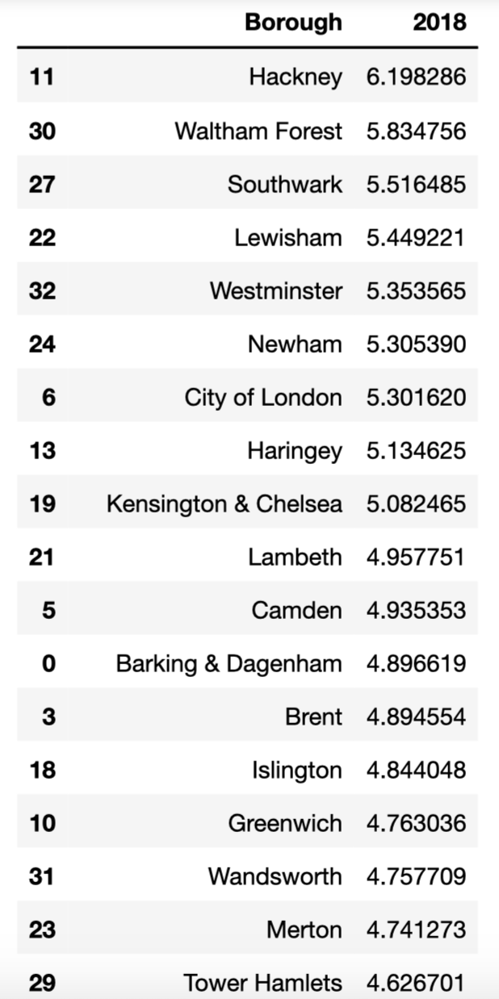 Borough 2018
11 Hackney 6.198286
30 Waltham Forest 5.834756
27 Southwark 5.516485
22 Lewisham 5.449221
32 Westminster 5.353565
24 Newham 5.305390
6 City of London 5.301620
13 Haringey 5.134625
19 Kensington & Chelsea 5.082465
21 Lambeth 4.957751
5 Camden 4.935353
0 Barking & Dagenham 4.896619
3 Brent 4.894554
18 Islington 4.844048
10 Greenwich 4.763036
31 Wandsworth 4.757709
23 Merton 4.741273
29 Tower Hamlets 4.626701